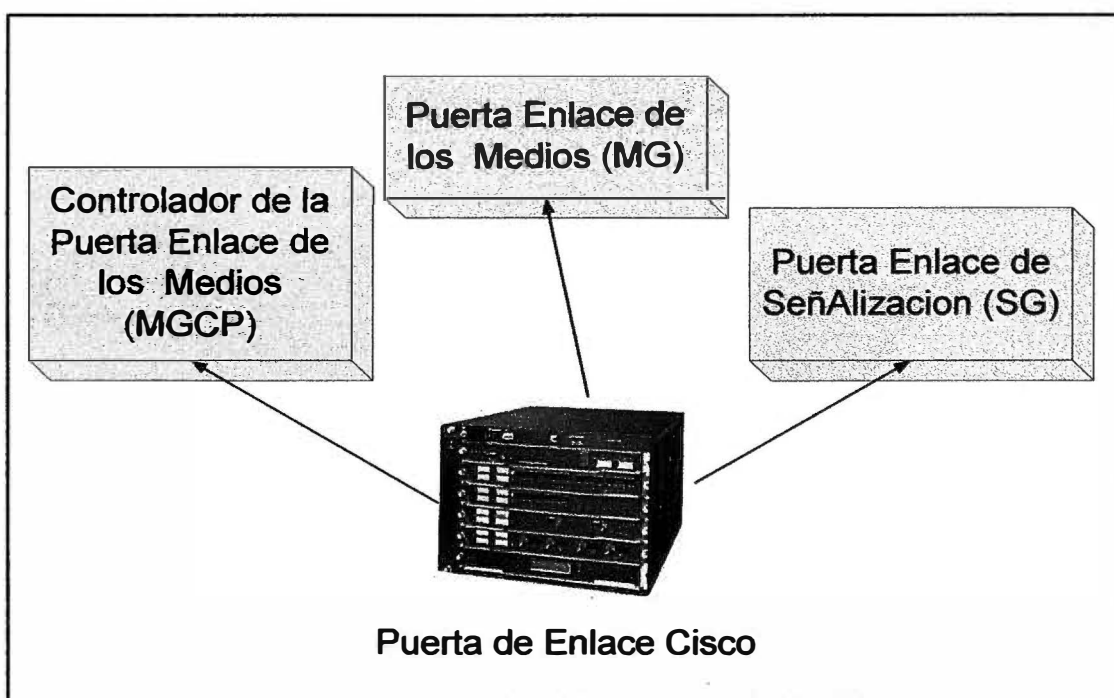 Puerta Enlace de
los Medios (MG)
Controlador de la
Puerta Enlace de
los Medios
(MGCP)
Puerta Enlace de
SeñAlizacion (SG)
Puerta de Enlace Cisco